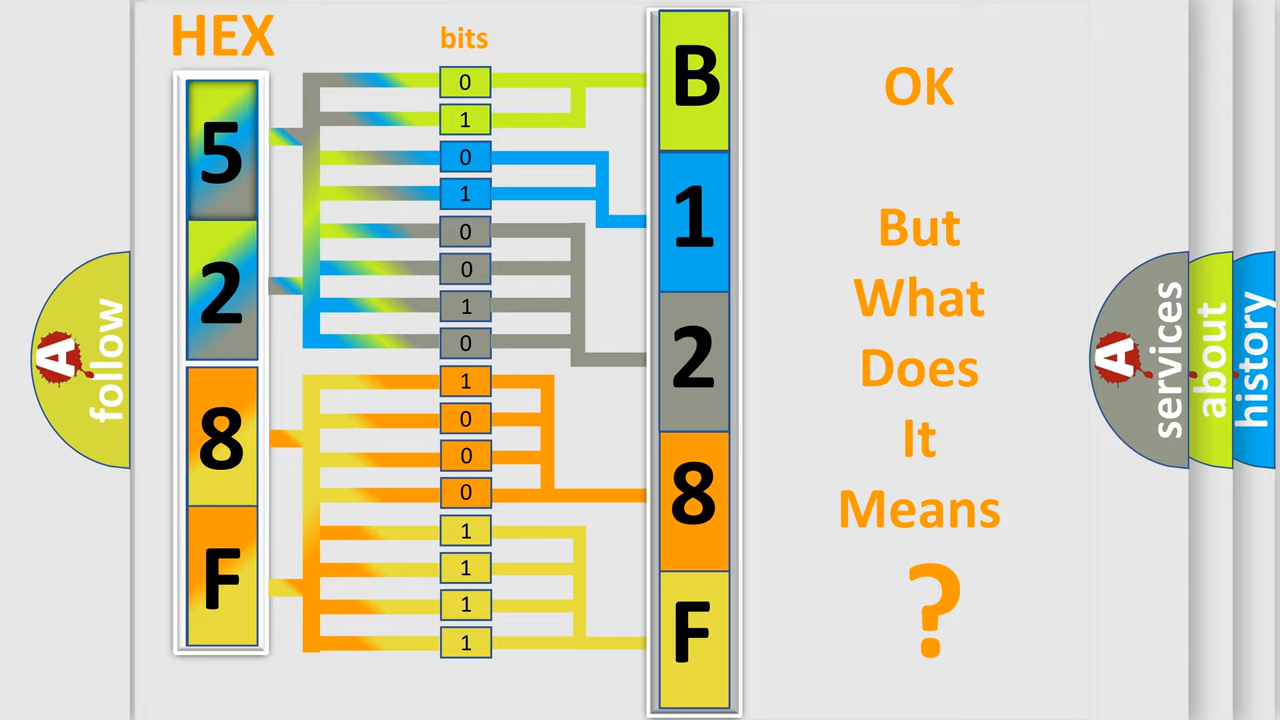 HEX
bits
5
2
8
F
0
1
0
1
0
0
1
0
1
0
0
0
1
1
1
1
B
1
2
8
F
OK
But
What
Does
It
Means
?
A
follow
A
services
about
history